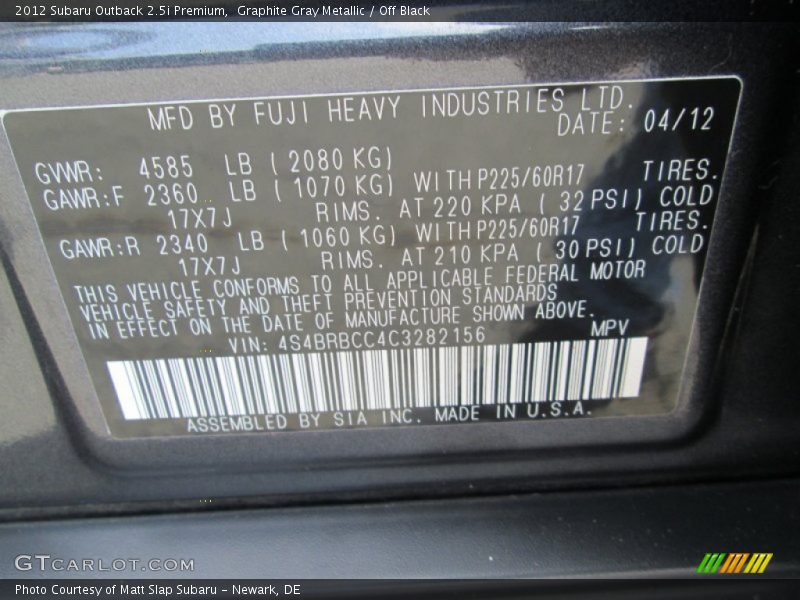 2012 Subaru Outback 2.5i Premium,  Graphite Gray Metallic / Off Black
MFD BY FUJI HEAVY INDUSTRIES LTD.
DATE: 04/12
GVWR: 4585 LB ( 2080 KG)
GAWR:F 2360 LB ( 1070 KG) WITH P225/60R17 TIRES.
17X7J RIMS. AT 220 KPA ( 32 PSI) COLD
GAWR:R 2340 LB ( 1060 KG) WITH P225/60R17 TIRES.
17X7J RIMS. AT 210 KPA ( 30 PSI) COLD
THIS VEHICLE CONFORMS TO ALL APPLICABLE FEDERAL MOTOR
VEHICLE SAFETY AND THEFT PREVENTION STANDARDS
IN EFFECT ON THE DATE OF MANUFACTURE SHOWN ABOVE.
VIN: 4S4BRBCC4C3282156 MPV
ASSEMBLED BY SIA INC. MADE IN U.S.A.
GTCARLOT.COM
Photo Courtesy of Matt Slap Subaru – Newark, DE